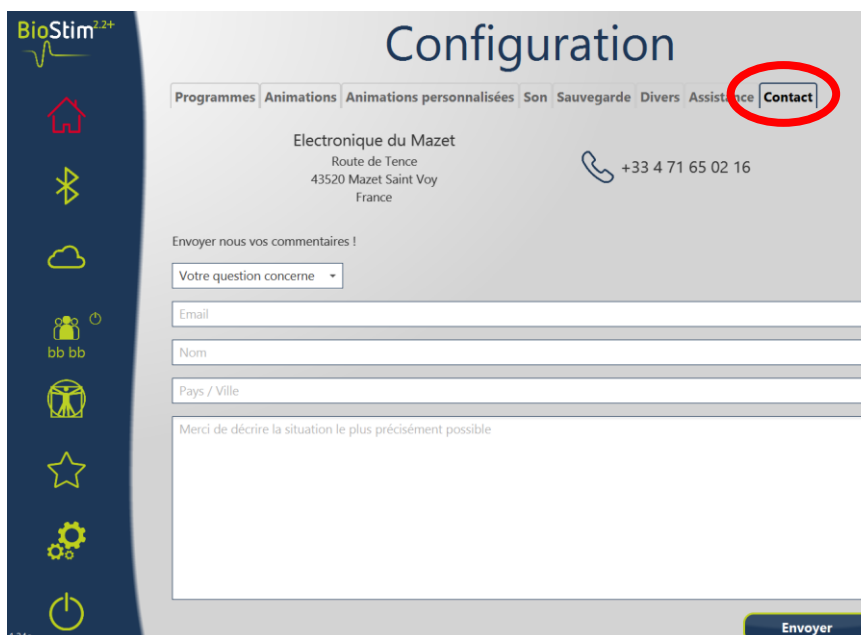 BioStim2.2+
Configuration
Programmes Animations Animations personnalisées Son Sauvegarde Divers Assistance Contact
Electronique du Mazet
Route de Tence
43520 Mazet Saint Voy
France
+33 4 71 65 02 16
Envoyer nous vos commentaires !
Votre question concerne
Email
Nom
Pays / Ville
Merci de décrire la situation le plus précisément possible
bb bb
Envoyer